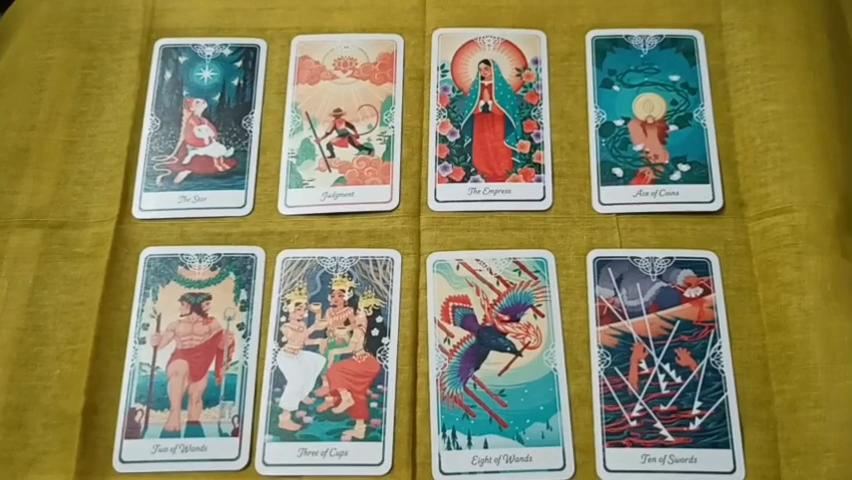 The Star
Judgment
The Empress
Ace of Coins
Two of Wands
Three of Cups
Eight of Wands
Ten of Swords